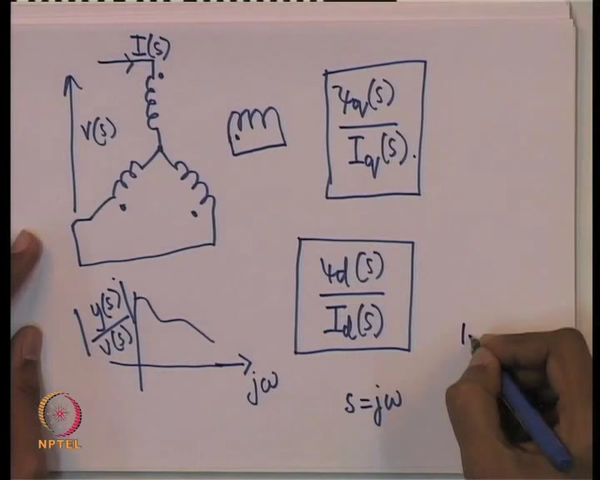 I(s)
V(s)
ψq(s)
Iq(s).
ψd(s)
Id(s)
y(s)
V(s)
jω
s=jω
NPTEL